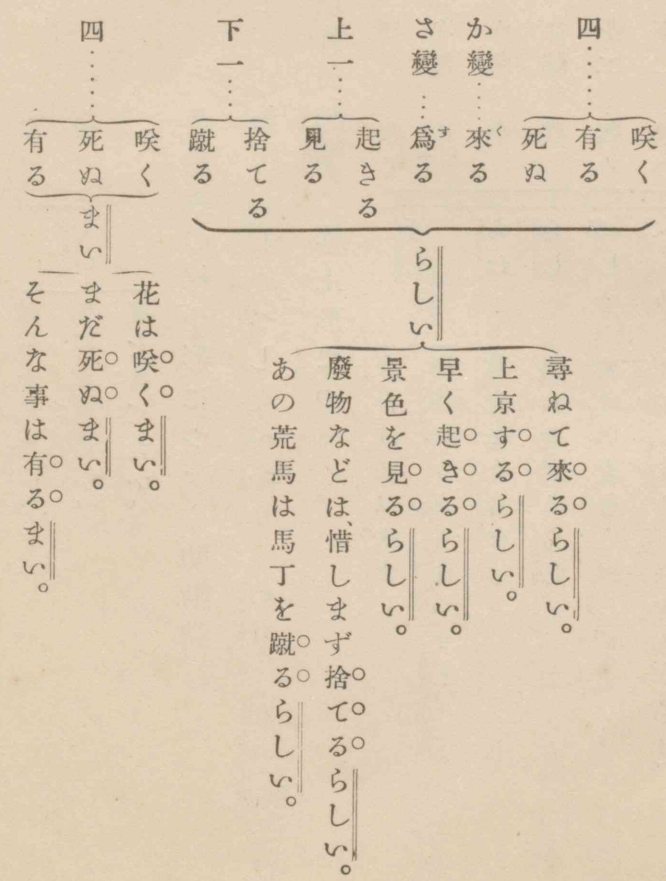 四……咲く
有る
死ぬ
か變……來る
さ變……爲る
上一……起きる
見る
下一……捨てる
蹴る
らしい
尋ねて來るらしい。
上京するらしい。
早く起きるらしい。
景色を見るらしい。
廢物などは、惜しまず捨てるらしい。
あの荒馬は馬丁を蹴るらしい。
四……咲く
死ぬ
有る
まい
花は咲くまい。
まだ死ぬまい。
そんな事は有るまい。